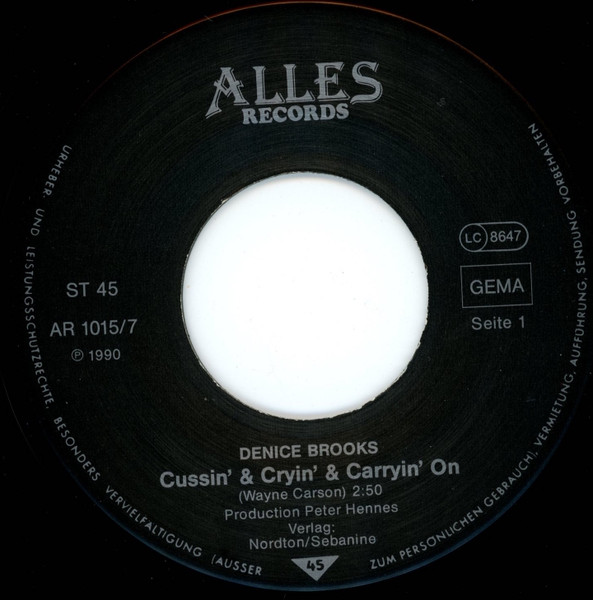 ALLES
RECORDS
ST 45
AR 1015/7
℗ 1990
LC 8647
GEMA
Seite 1
DENICE BROOKS
Cussin' & Cryin' & Carryin' On
(Wayne Carson) 2:50
Production Peter Hennes
Verlag:
Nordton/Sebanine
45
URHEBER- UND LEISTUNGSSCHUTZRECHTE, BESONDERS VERVIELFALTIGUNG (AUSSER ZUM PERSÖNLICHEN GEBRAUCH), VERMIETUNG, AUFFÜHRUNG, SENDUNG VORBEHALTEN